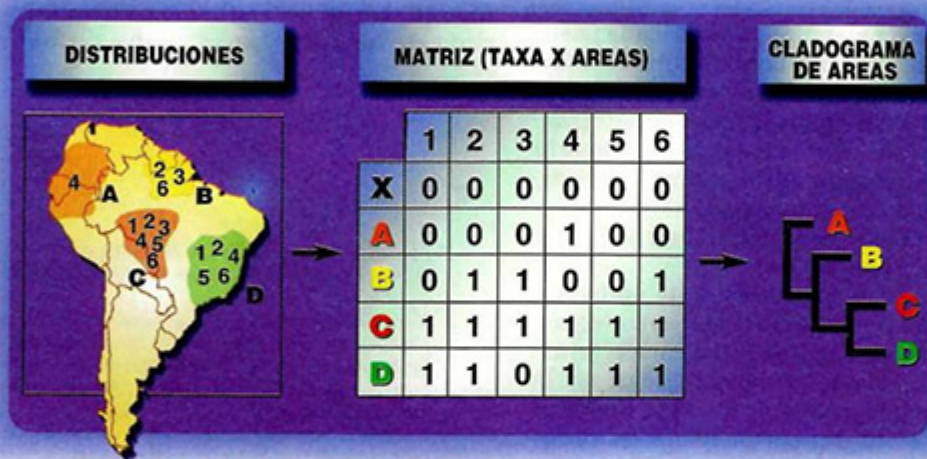 DISTRIBUCIONES
MATRIZ (TAXA X AREAS)
CLADOGRAMA
DE AREAS
4
A
2 3
6
B
1 2 3
4 5
6
C
1 2 4
5 6
D
1 2 3 4 5 6
X 0 0 0 0 0 0
A 0 0 0 1 0 0
B 0 1 1 0 0 1
C 1 1 1 1 1 1
D 1 1 0 1 1 1
A
B
C
D